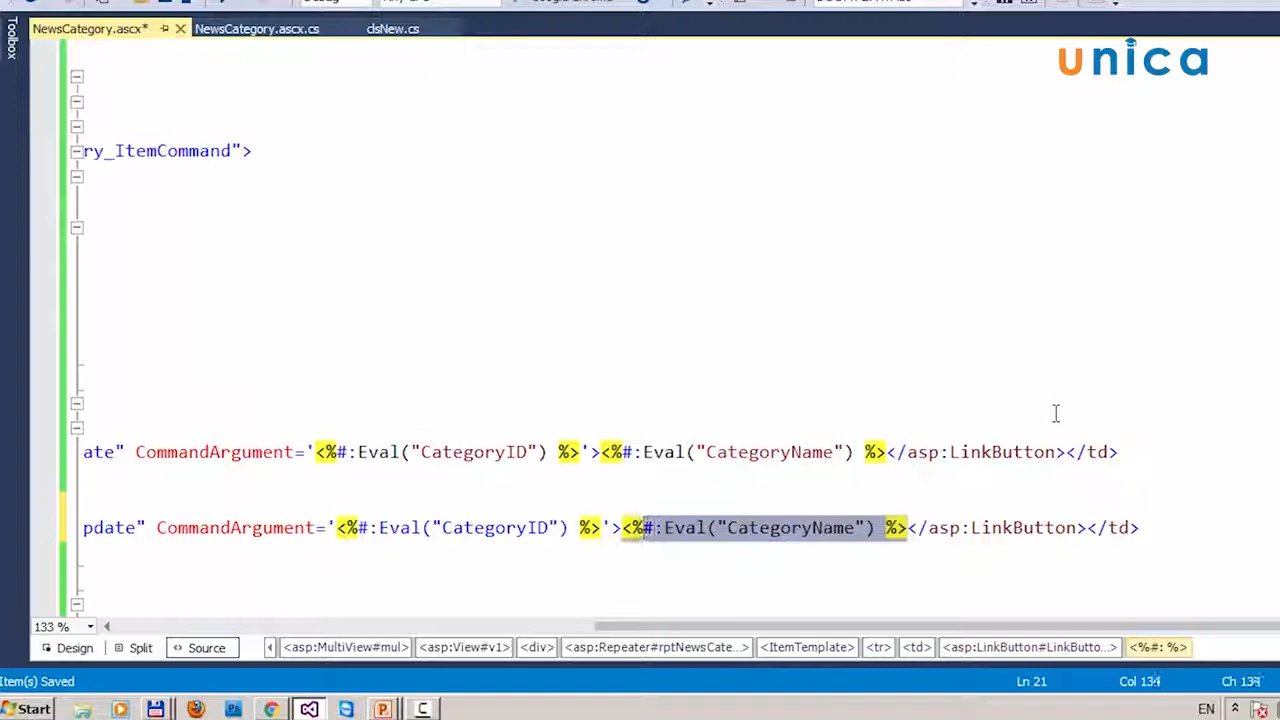 Toolbox
NewsCategory.ascx*
NewsCategory.ascx.cs
clsNew.cs
unica
ry_ItemCommand">
ate" CommandArgument='<%#:Eval("CategoryID") %>'><%#:Eval("CategoryName") %></asp:LinkButton></td>
pdate" CommandArgument='<%#:Eval("CategoryID") %>'><%#:Eval("CategoryName") %></asp:LinkButton></td>
133 %
Design
Split
Source
<asp:MultiView#mul>
<asp:View#v1>
<div>
<asp:Repeater#rptNewsCate...>
<ItemTemplate>
<tr>
<td>
<asp:LinkButton#LinkButto...>
<%#: %>
Item(s) Saved
Ln 21
Start
EN